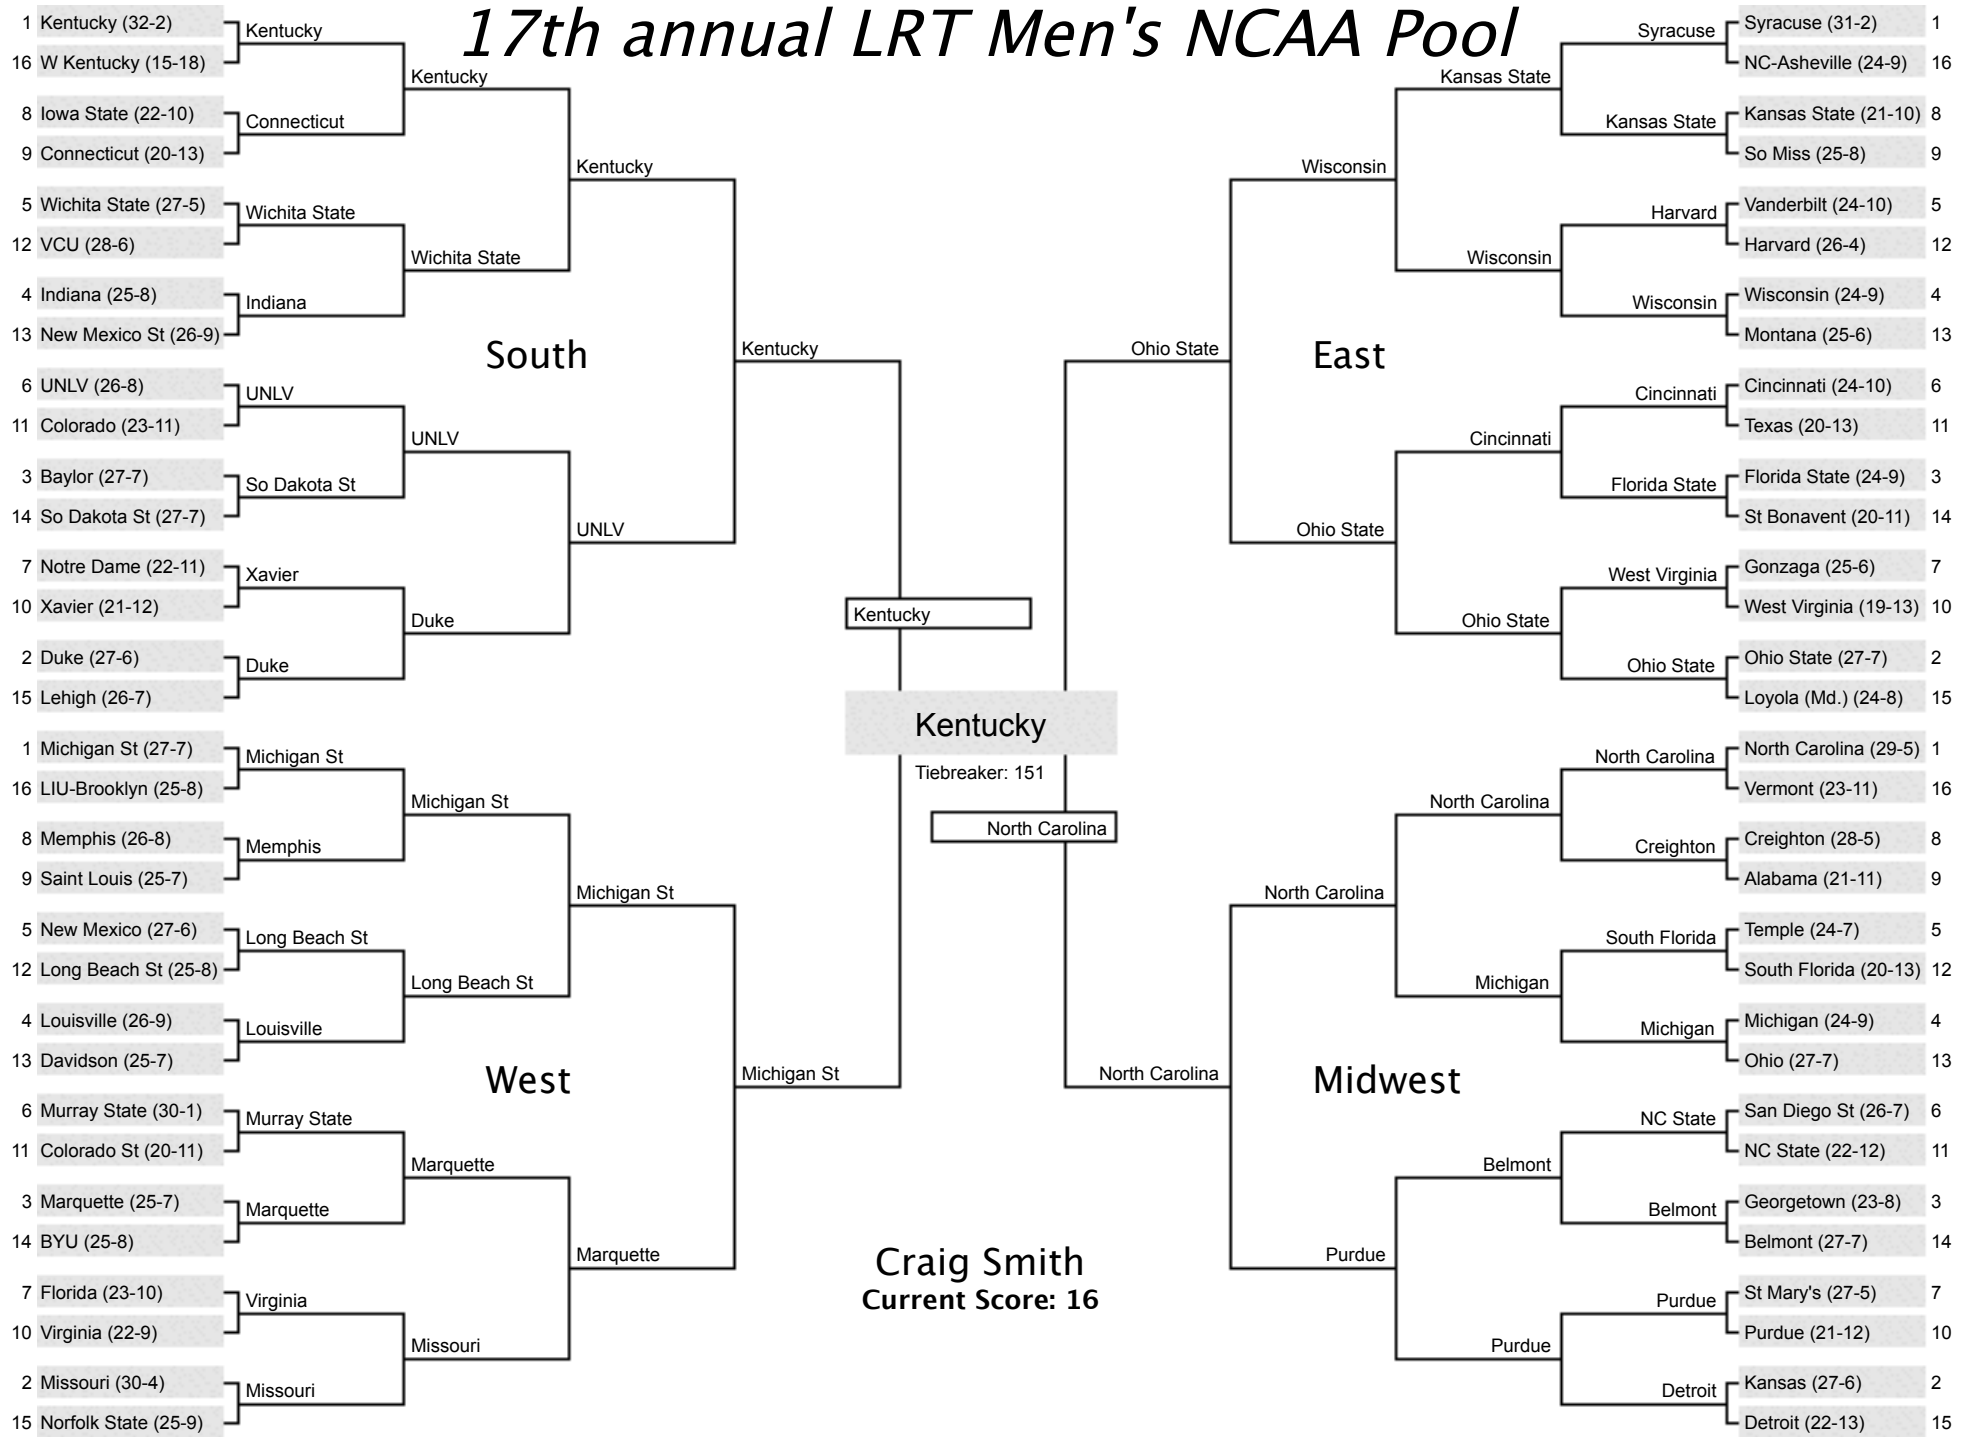 17th annual LRT Men's NCAA Pool
1 Kentucky (32-2)
16 W Kentucky (15-18)
8 Iowa State (22-10)
9 Connecticut (20-13)
5 Wichita State (27-5)
12 VCU (28-6)
4 Indiana (25-8)
13 New Mexico St (26-9)
6 UNLV (26-8)
11 Colorado (23-11)
3 Baylor (27-7)
14 So Dakota St (27-7)
7 Notre Dame (22-11)
10 Xavier (21-12)
2 Duke (27-6)
15 Lehigh (26-7)
Kentucky
Connecticut
Wichita State
Indiana
UNLV
So Dakota St
Xavier
Duke
Kentucky
Wichita State
UNLV
Duke
Kentucky
UNLV
Kentucky
South
1 Michigan St (27-7)
16 LIU-Brooklyn (25-8)
8 Memphis (26-8)
9 Saint Louis (25-7)
5 New Mexico (27-6)
12 Long Beach St (25-8)
4 Louisville (26-9)
13 Davidson (25-7)
6 Murray State (30-1)
11 Colorado St (20-11)
3 Marquette (25-7)
14 BYU (25-8)
7 Florida (23-10)
10 Virginia (22-9)
2 Missouri (30-4)
15 Norfolk State (25-9)
Michigan St
Memphis
Long Beach St
Louisville
Murray State
Marquette
Virginia
Missouri
Michigan St
Long Beach St
Marquette
Missouri
Michigan St
Marquette
Michigan St
West
Kentucky
Kentucky
Tiebreaker: 151
North Carolina
Craig Smith
Current Score: 16
Syracuse (31-2) 1
NC-Asheville (24-9) 16
Kansas State (21-10) 8
So Miss (25-8) 9
Vanderbilt (24-10) 5
Harvard (26-4) 12
Wisconsin (24-9) 4
Montana (25-6) 13
Cincinnati (24-10) 6
Texas (20-13) 11
Florida State (24-9) 3
St Bonavent (20-11) 14
Gonzaga (25-6) 7
West Virginia (19-13) 10
Ohio State (27-7) 2
Loyola (Md.) (24-8) 15
Syracuse
Kansas State
Harvard
Wisconsin
Cincinnati
Florida State
West Virginia
Ohio State
Kansas State
Wisconsin
Cincinnati
Ohio State
Wisconsin
Ohio State
Ohio State
East
North Carolina (29-5) 1
Vermont (23-11) 16
Creighton (28-5) 8
Alabama (21-11) 9
Temple (24-7) 5
South Florida (20-13) 12
Michigan (24-9) 4
Ohio (27-7) 13
San Diego St (26-7) 6
NC State (22-12) 11
Georgetown (23-8) 3
Belmont (27-7) 14
St Mary's (27-5) 7
Purdue (21-12) 10
Kansas (27-6) 2
Detroit (22-13) 15
North Carolina
Creighton
South Florida
Michigan
NC State
Belmont
Purdue
Detroit
North Carolina
Michigan
Belmont
Purdue
North Carolina
Purdue
North Carolina
Midwest